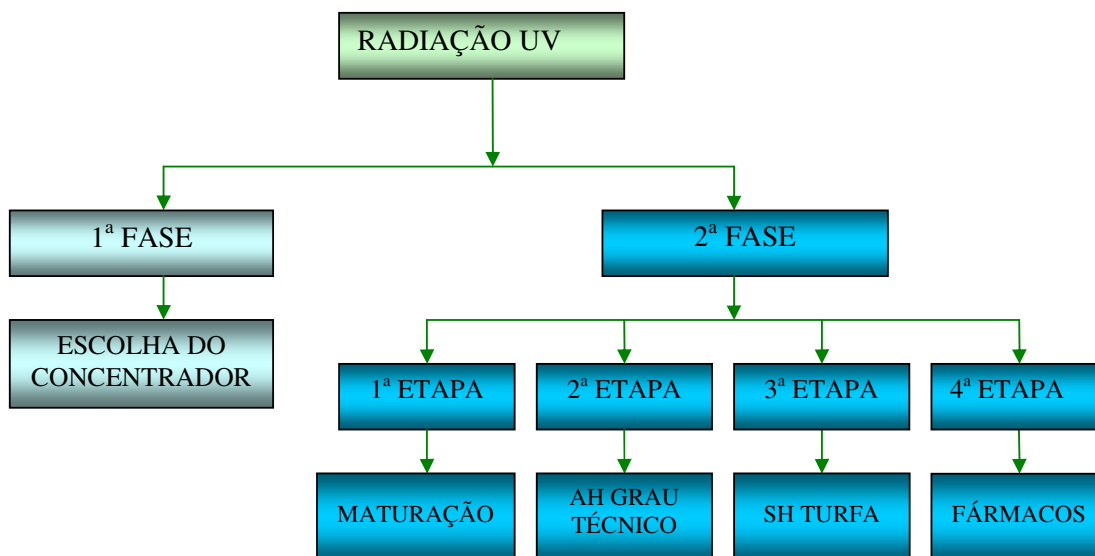 RADIAÇÃO UV
1ª FASE
2ª FASE
ESCOLHA DO
CONCENTRADOR
1ª ETAPA
2ª ETAPA
3ª ETAPA
4ª ETAPA
MATURAÇÃO
AH GRAU
TÉCNICO
SH TURFA
FÁRMACOS